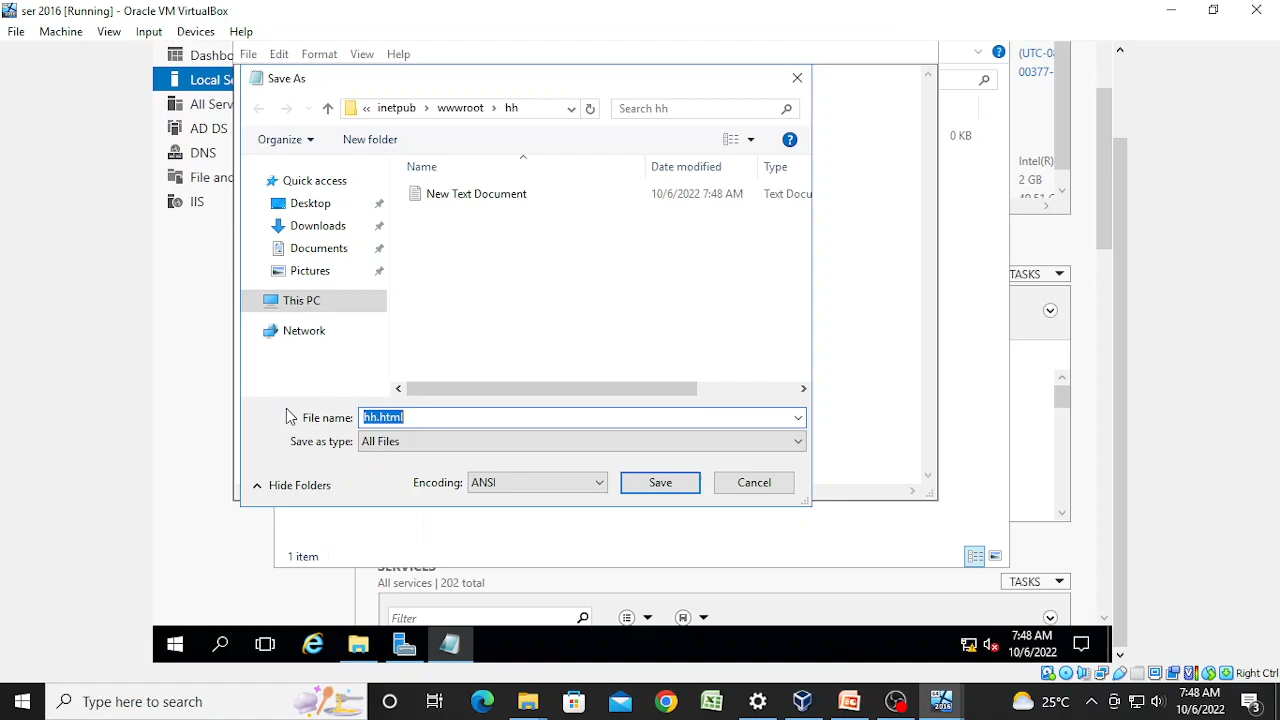 ser 2016 [Running] - Oracle VM VirtualBox
File Machine View Input Devices Help
Dashbo
Local Se
All Serv
AD DS
DNS
File and
IIS
File Edit Format View Help
Save As
« inetpub › wwwroot › hh
Search hh
Organize
New folder
Name
Date modified
Type
New Text Document
10/6/2022 7:48 AM
Text Docu
Quick access
Desktop
Downloads
Documents
Pictures
This PC
Network
File name:
hh.html
Save as type:
All Files
Hide Folders
Encoding:
ANSI
Save
Cancel
1 item
0 KB
(UTC-08
00377-
Intel(R)
2 GB
TASKS
SERVICES
All services | 202 total
TASKS
Filter
7:48 AM
10/6/2022
Right Ctrl
Type here to search
2016
25°C
7:48 AM
10/6/2022
3